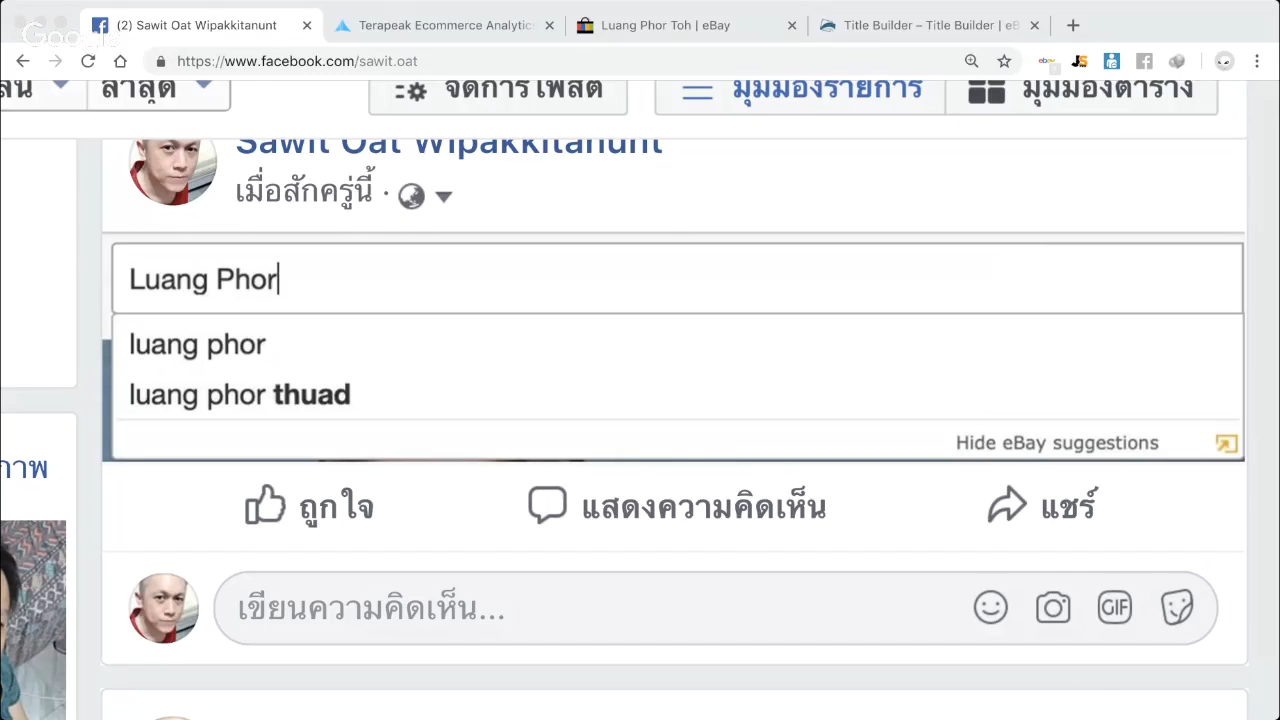 (2) Sawit Oat Wipakkitanunt
Terapeak Ecommerce Analytics
Luang Phor Toh | eBay
Title Builder – Title Builder | eB
https://www.facebook.com/sawit.oat
ล่าสุด
จัดการโพสต์
มุมมองรายการ
มุมมองตาราง
Sawit Oat Wipakkitanunt
เมื่อสักครู่นี้ ·
Luang Phor
luang phor
luang phor thuad
Hide eBay suggestions
ถูกใจ
แสดงความคิดเห็น
แชร์
เขียนความคิดเห็น...
GIF